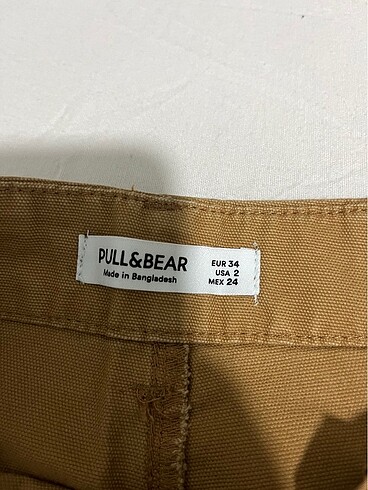 PULL&BEAR
Made in Bangladesh
EUR 34
USA 2
MEX 24